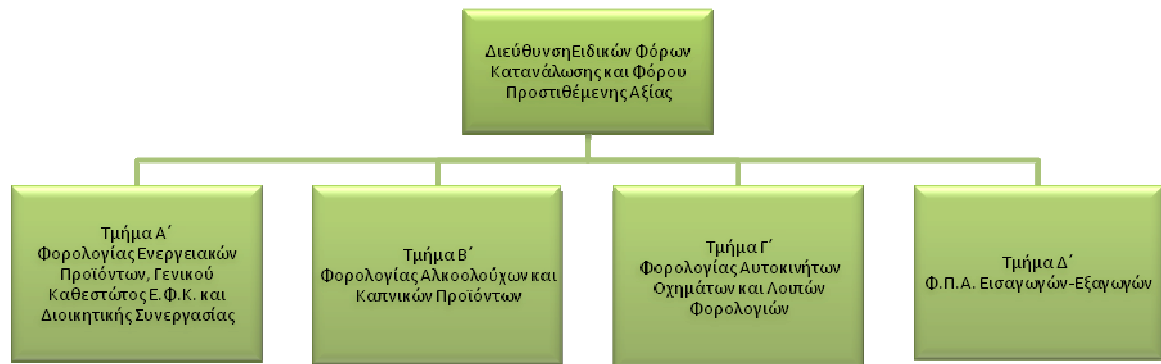 ΔιεύθυνσηΕιδικών Φόρων
Κατανάλωσης και Φόρου
Προστιθέμενης Αξίας
Τμήμα Α΄
Φορολογίας Ενεργειακών
Προϊόντων, Γενικού
Καθεστώτος Ε.Φ.Κ. και
Διοικητικής Συνεργασίας
Τμήμα Β΄
Φορολογίας Αλκοολούχων και
Καπνικών Προϊόντων
Τμήμα Γ΄
Φορολογίας Αυτοκινήτων
Οχημάτων και Λοιπών
Φορολογιών
Τμήμα Δ΄
Φ.Π.Α. Εισαγωγών-Εξαγωγών